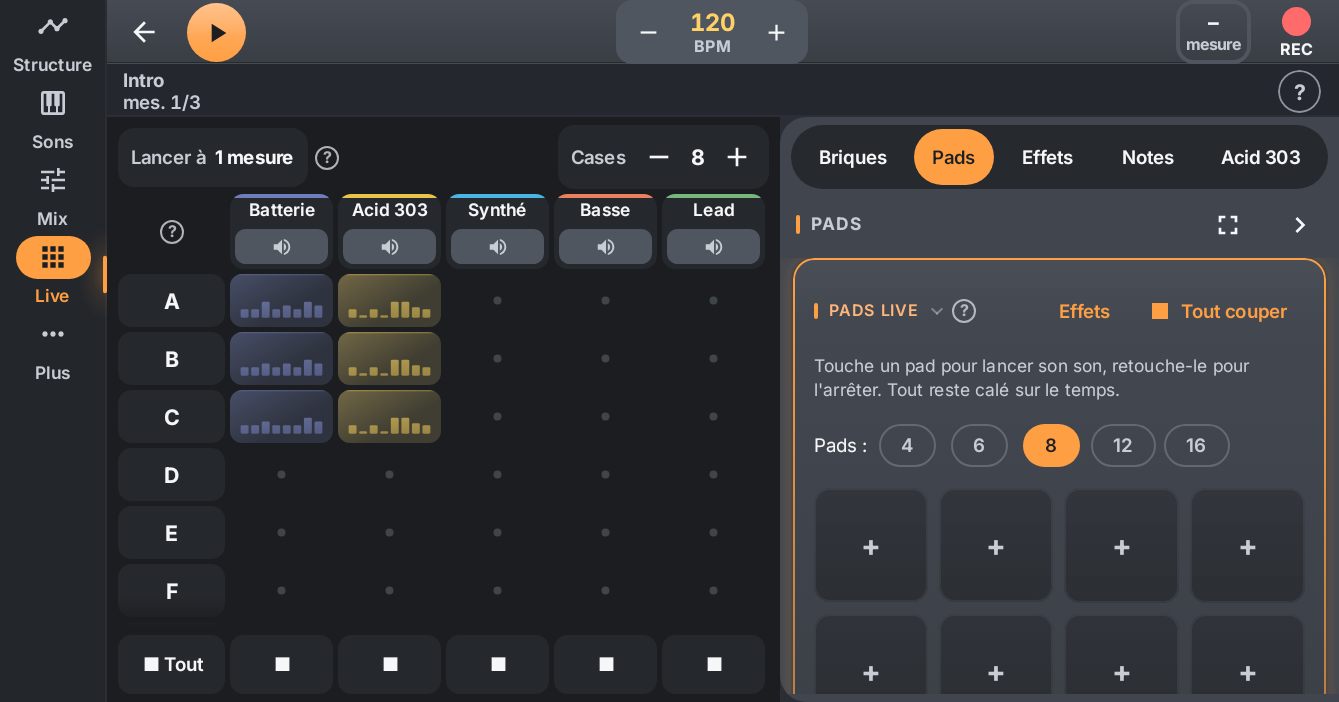 Structure
Sons
Mix
Live
Plus
120
BPM
–
mesure
REC
Intro
mes. 1/3
?
Lancer à 1 mesure ?
Cases — 8 +
?
Batterie
Acid 303
Synthé
Basse
Lead
A
B
C
D
E
F
Tout
Briques
Pads
Effets
Notes
Acid 303
PADS
PADS LIVE ?
Effets
Tout couper
Touche un pad pour lancer son son, retouche-le pour
l'arrêter. Tout reste calé sur le temps.
Pads : 4 6 8 12 16
+ + + +
+ + + +